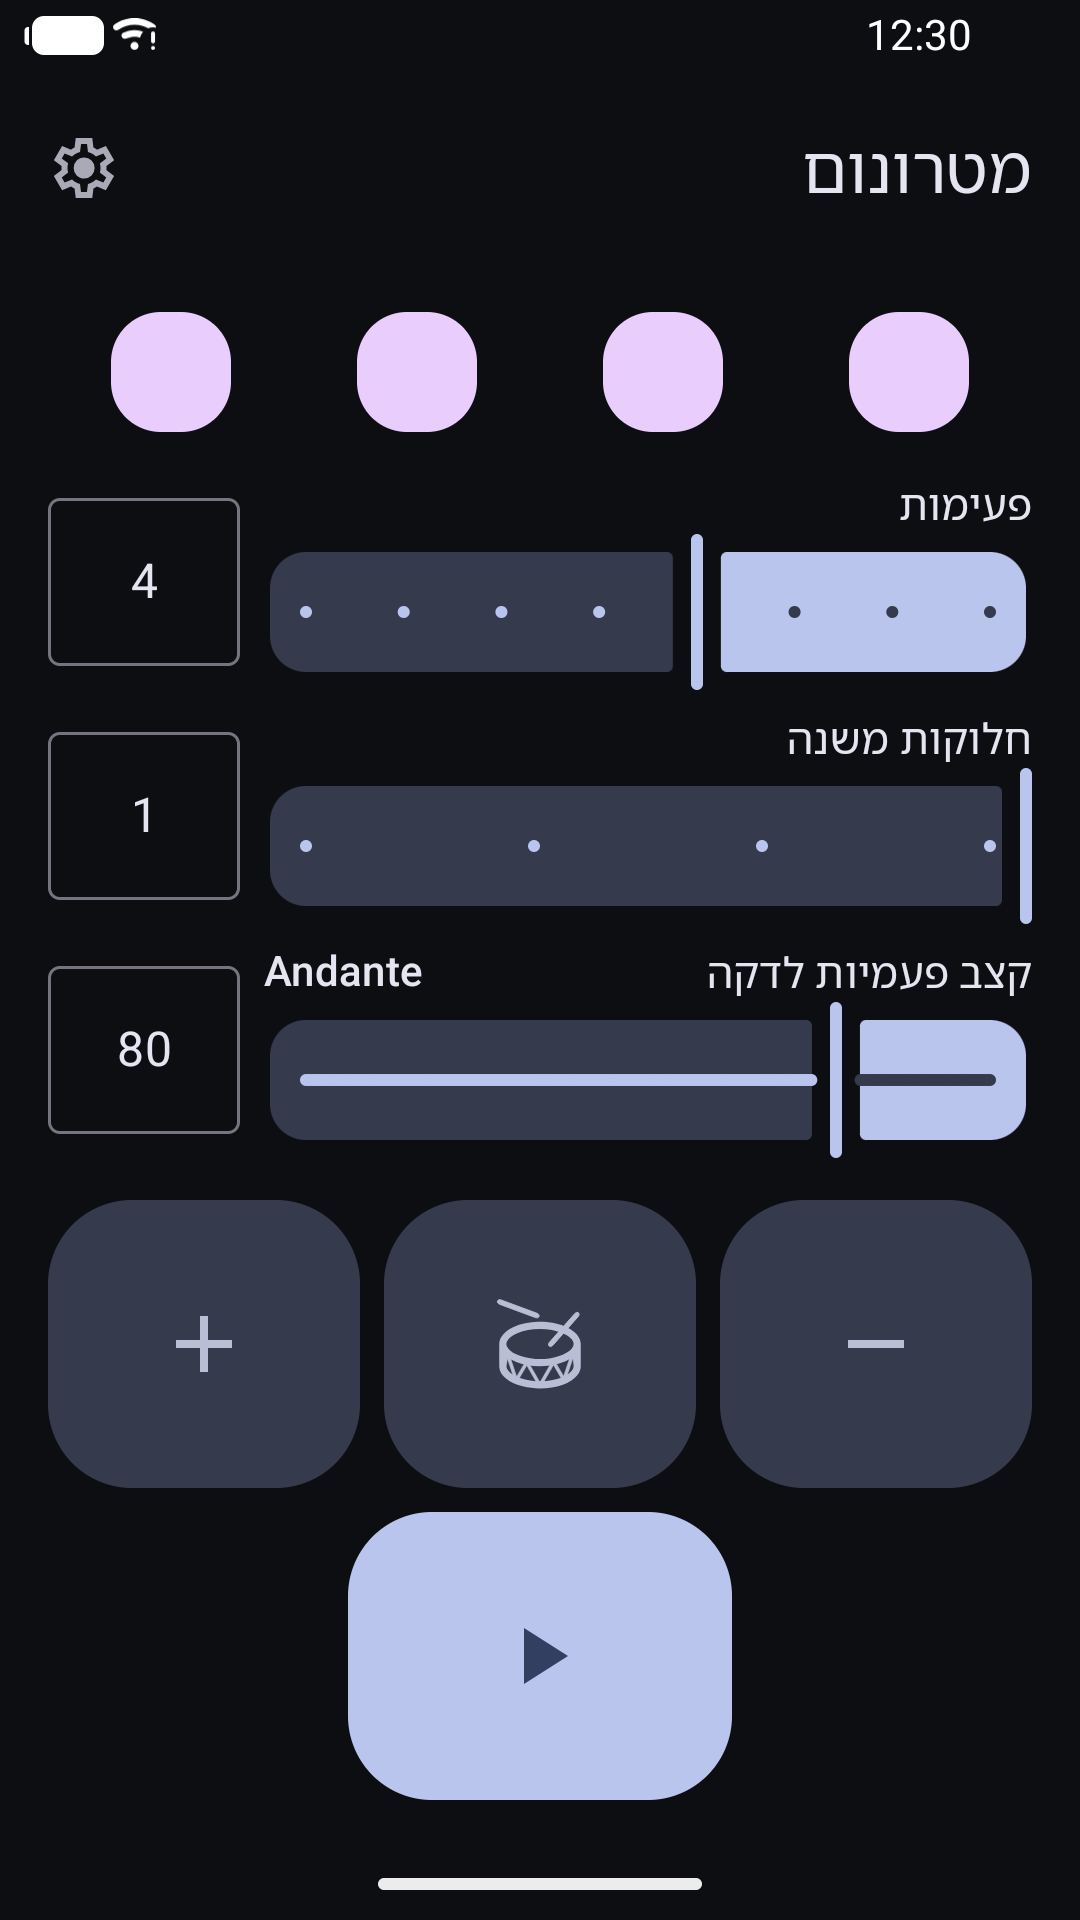 12:30
מטרונום
פעימות
4
חלוקות משנה
1
קצב פעמיות לדקה
Andante
80